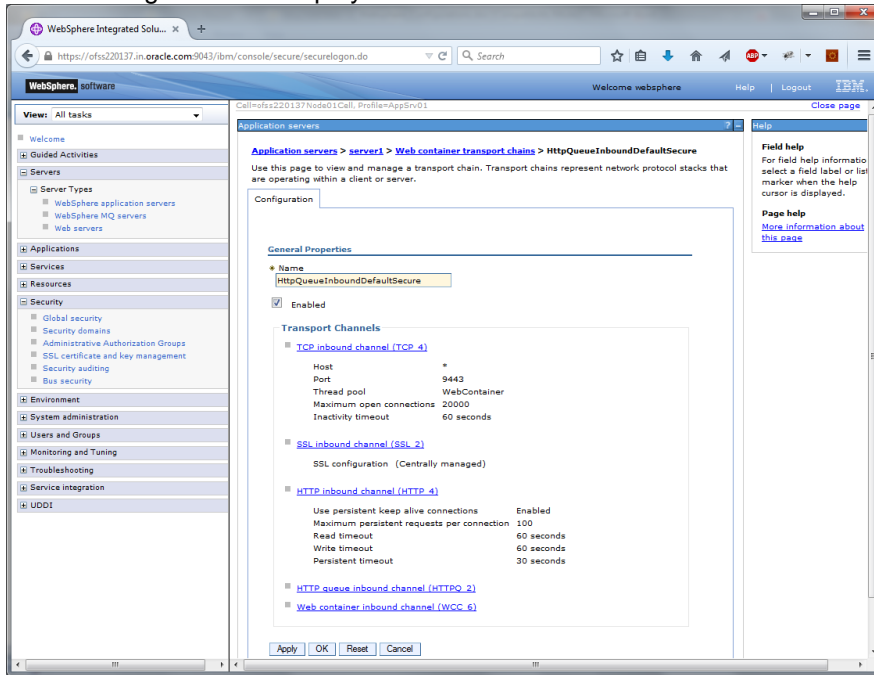 WebSphere Integrated Solu... × +
https://ofss220137.in.oracle.com:9043/ibm/console/secure/securelogon.do
Search
ABP
WebSphere. software
Welcome websphere
Help | Logout
IBM.
View: All tasks
Welcome
Guided Activities
Servers
Server Types
WebSphere application servers
WebSphere MQ servers
Web servers
Applications
Services
Resources
Security
Global security
Security domains
Administrative Authorization Groups
SSL certificate and key management
Security auditing
Bus security
Environment
System administration
Users and Groups
Monitoring and Tuning
Troubleshooting
Service integration
UDDI
Cell=ofss220137Node01Cell, Profile=AppSrv01
Close page
Application servers ? -
Application servers > server1 > Web container transport chains > HttpQueueInboundDefaultSecure
Use this page to view and manage a transport chain. Transport chains represent network protocol stacks that
are operating within a client or server.
Configuration
General Properties
* Name
HttpQueueInboundDefaultSecure
Enabled
Transport Channels
TCP inbound channel (TCP_4)
Host *
Port 9443
Thread pool WebContainer
Maximum open connections 20000
Inactivity timeout 60 seconds
SSL inbound channel (SSL_2)
SSL configuration (Centrally managed)
HTTP inbound channel (HTTP_4)
Use persistent keep alive connections Enabled
Maximum persistent requests per connection 100
Read timeout 60 seconds
Write timeout 60 seconds
Persistent timeout 30 seconds
HTTP queue inbound channel (HTTPQ_2)
Web container inbound channel (WCC_6)
Apply OK Reset Cancel
Help
Field help
For field help informatio
select a field label or list
marker when the help
cursor is displayed.
Page help
More information about
this page